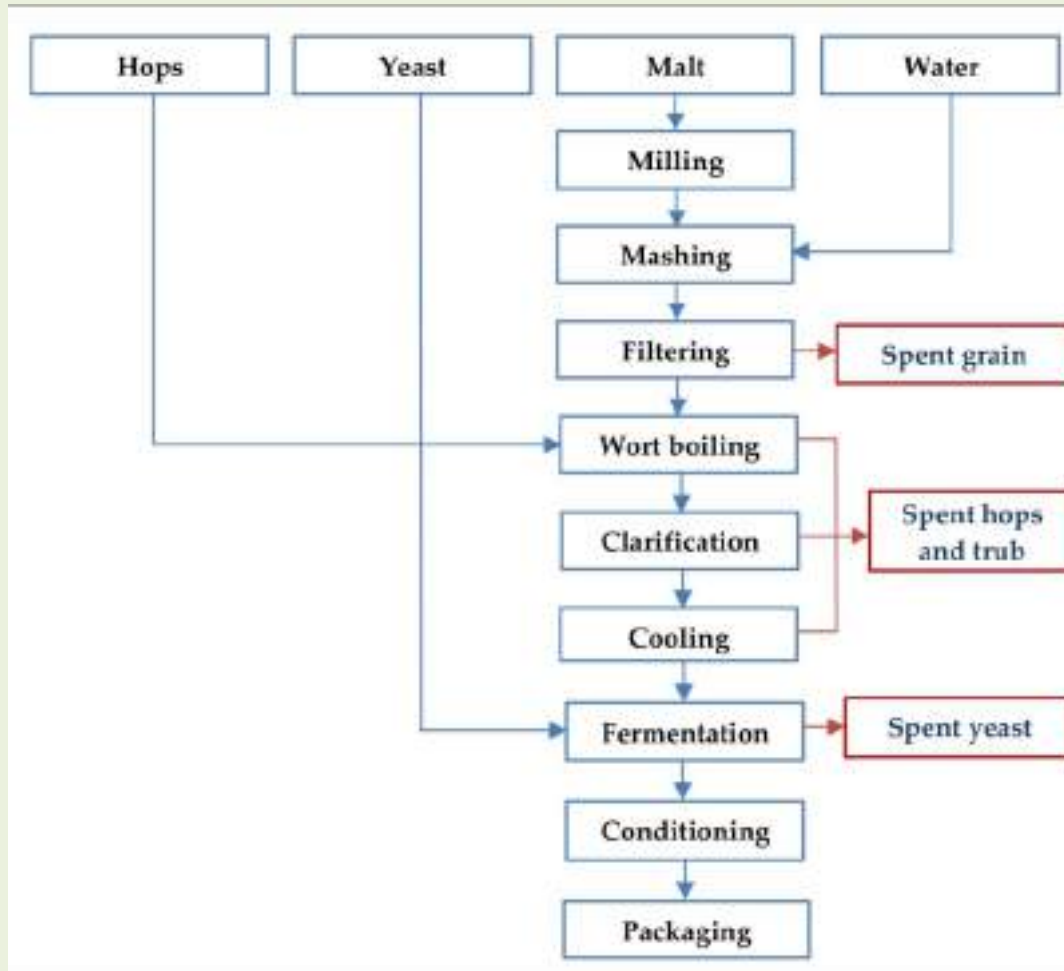 Hops
Yeast
Malt
Water
Milling
Mashing
Filtering
Spent grain
Wort boiling
Spent hops
and trub
Clarification
Cooling
Fermentation
Spent yeast
Conditioning
Packaging